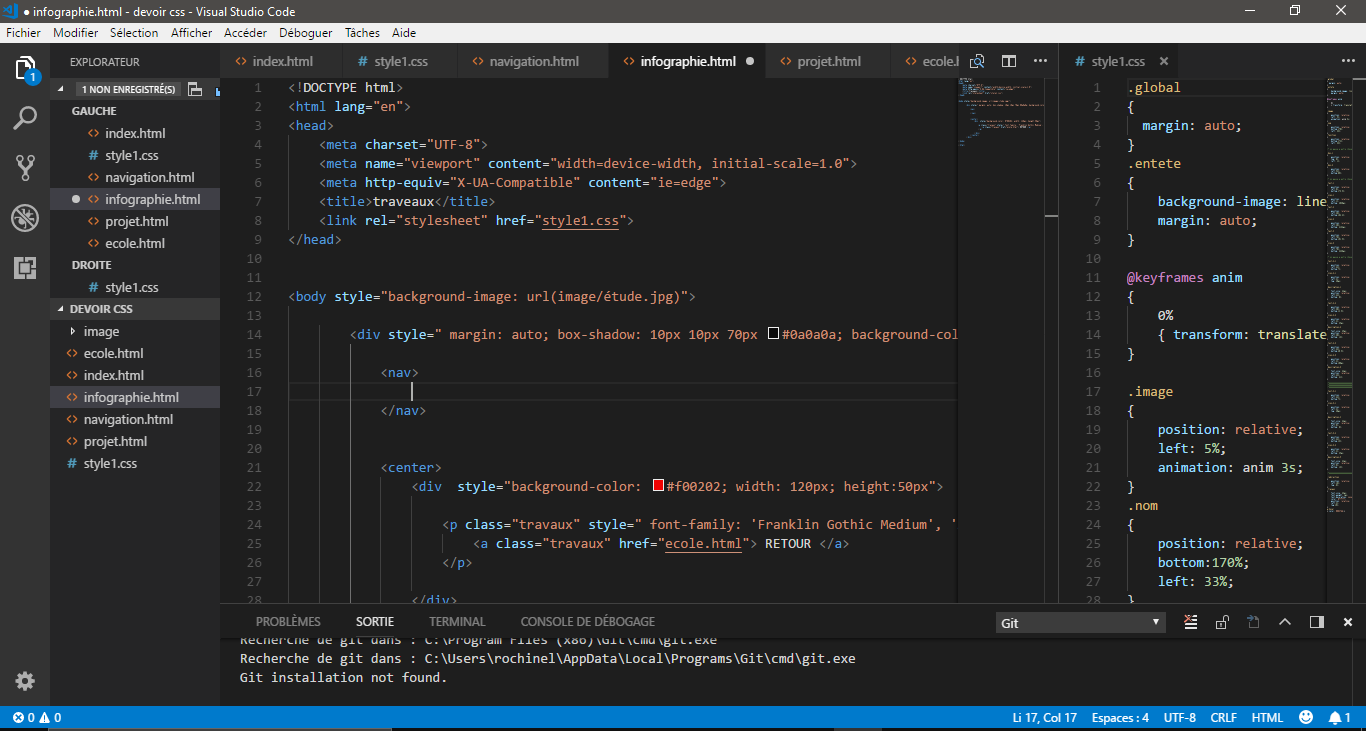 ● infographie.html - devoir css - Visual Studio Code
Fichier Modifier Sélection Afficher Accéder Déboguer Tâches Aide
1
EXPLORATEUR
1 NON ENREGISTRÉ(S)
GAUCHE
<> index.html
# style1.css
<> navigation.html
● <> infographie.html
<> projet.html
<> ecole.html
DROITE
# style1.css
DEVOIR CSS
image
<> ecole.html
<> index.html
<> infographie.html
<> navigation.html
<> projet.html
# style1.css
<> index.html # style1.css <> navigation.html <> infographie.html ● <> projet.html <> ecole.h
1 <!DOCTYPE html>
2 <html lang="en">
3 <head>
4 <meta charset="UTF-8">
5 <meta name="viewport" content="width=device-width, initial-scale=1.0">
6 <meta http-equiv="X-UA-Compatible" content="ie=edge">
7 <title>traveaux</title>
8 <link rel="stylesheet" href="style1.css">
9 </head>
10
11
12 <body style="background-image: url(image/étude.jpg)">
13
14 <div style=" margin: auto; box-shadow: 10px 10px 70px #0a0a0a; background-col
15
16 <nav>
17
18 </nav>
19
20
21 <center>
22 <div  style="background-color: #f00202; width: 120px; height:50px">
23
24 <p class="travaux" style=" font-family: 'Franklin Gothic Medium', '
25 <a class="travaux" href="ecole.html"> RETOUR </a>
26 </p>
27
28 </div>
# style1.css ×
1 .global
2 {
3 margin: auto;
4 }
5 .entete
6 {
7 background-image: line
8 margin: auto;
9 }
10
11 @keyframes anim
12 {
13 0%
14 { transform: translate
15 }
16
17 .image
18 {
19 position: relative;
20 left: 5%;
21 animation: anim 3s;
22 }
23 .nom
24 {
25 position: relative;
26 bottom:170%;
27 left: 33%;
28 }
PROBLÈMES SORTIE TERMINAL CONSOLE DE DÉBOGAGE Git
Recherche de git dans : C:\Program Files (x86)\Git\cmd\git.exe
Recherche de git dans : C:\Users\rochinel\AppData\Local\Programs\Git\cmd\git.exe
Git installation not found.
0 0 Li 17, Col 17 Espaces : 4 UTF-8 CRLF HTML 1